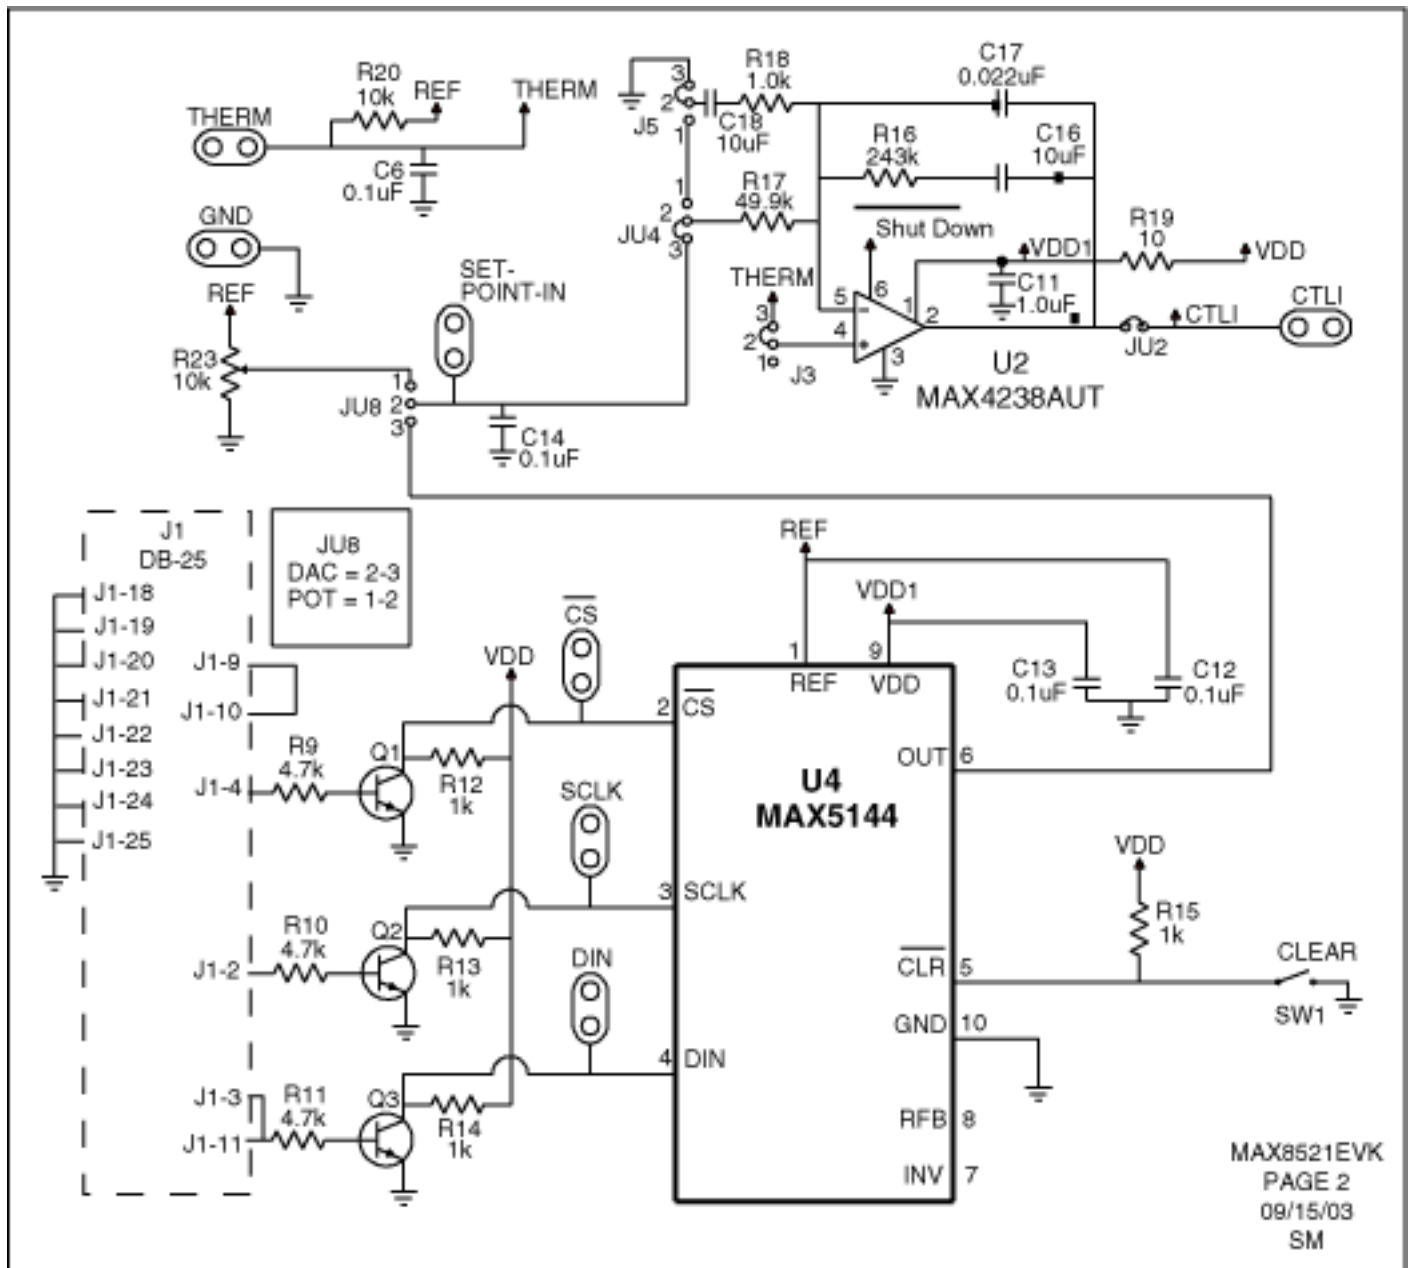 THERM
R20
10k
REF
THERM
C6
0.1uF
GND
REF
R23
10k
SET-
POINT-IN
1
JU8 2
3
C14
0.1uF
3
2
J5
1
C18
10uF
R18
1.0k
C17
0.022uF
R16
243k
C16
10uF
1
2
JU4
3
R17
49.9k
Shut Down
THERM
3
2
1
J3
5
4
6
1
2
3
U2
MAX4238AUT
VDD1
C11
1.0uF
R19
10
VDD
JU2
CTLI
CTLI
J1
DB-25
J1-18
J1-19
J1-20
J1-21
J1-22
J1-23
J1-24
J1-25
J1-9
J1-10
J1-4
J1-2
J1-3
J1-11
JU8
DAC = 2-3
POT = 1-2
R9
4.7k
Q1
R12
1k
VDD
CS
R10
4.7k
Q2
R13
1k
SCLK
R11
4.7k
Q3
R14
1k
DIN
REF
VDD1
1
9
REF
VDD
2
CS
3
SCLK
4
DIN
U4
MAX5144
OUT
6
CLR
5
GND
10
RFB
8
INV
7
C13
0.1uF
C12
0.1uF
VDD
R15
1k
CLEAR
SW1
MAX8521EVK
PAGE 2
09/15/03
SM